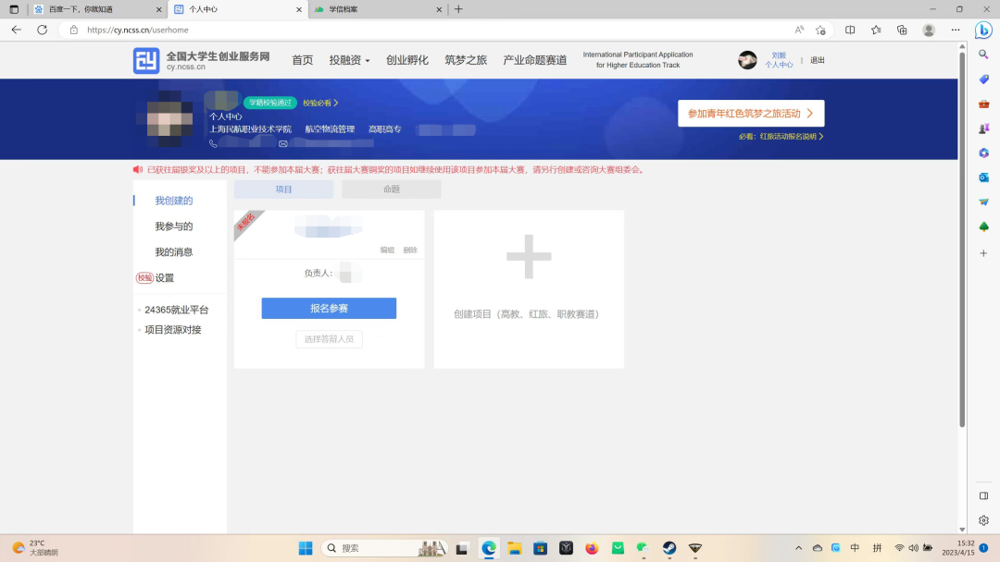 百度一下，你就知道
个人中心
学信档案
https://cy.ncss.cn/userhome
全国大学生创业服务网
cy.ncss.cn
首页 投融资 创业孵化 筑梦之旅 产业命题赛道
International Participant Application
for Higher Education Track
刘毅
个人中心
退出
学籍校验通过 校验必看
个人中心
上海民航职业技术学院 航空物流管理 高职高专
参加青年红色筑梦之旅活动
必看：红旅活动报名说明
已获往届银奖及以上的项目，不能参加本届大赛；获往届大赛铜奖的项目如继续使用该项目参加本届大赛，请另行创建或咨询大赛组委会。
我创建的
我参与的
我的消息
校验 设置
24365就业平台
项目资源对接
项目 命题
未报名
编辑 删除
负责人：
报名参赛
选择答辩人员
创建项目（高教、红旅、职教赛道）
23°C
大部晴朗
搜索
中 拼
15:32
2023/4/15